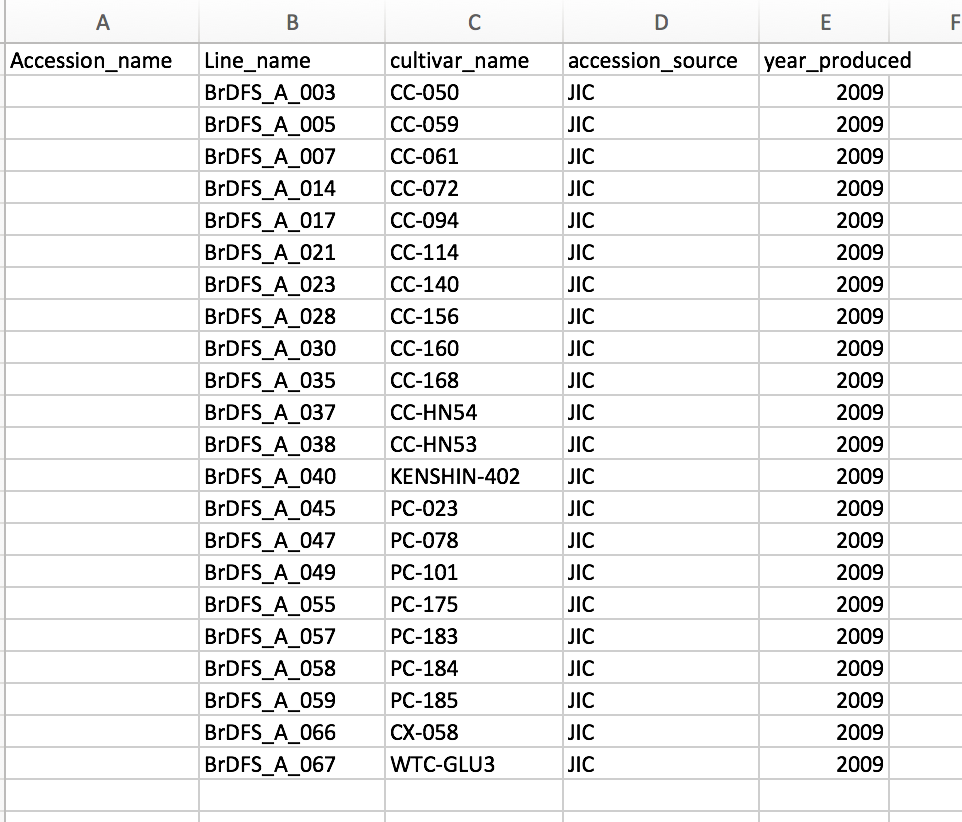 A B C D E F
Accession_name Line_name cultivar_name accession_source year_produced
BrDFS_A_003 CC-050 JIC 2009
BrDFS_A_005 CC-059 JIC 2009
BrDFS_A_007 CC-061 JIC 2009
BrDFS_A_014 CC-072 JIC 2009
BrDFS_A_017 CC-094 JIC 2009
BrDFS_A_021 CC-114 JIC 2009
BrDFS_A_023 CC-140 JIC 2009
BrDFS_A_028 CC-156 JIC 2009
BrDFS_A_030 CC-160 JIC 2009
BrDFS_A_035 CC-168 JIC 2009
BrDFS_A_037 CC-HN54 JIC 2009
BrDFS_A_038 CC-HN53 JIC 2009
BrDFS_A_040 KENSHIN-402 JIC 2009
BrDFS_A_045 PC-023 JIC 2009
BrDFS_A_047 PC-078 JIC 2009
BrDFS_A_049 PC-101 JIC 2009
BrDFS_A_055 PC-175 JIC 2009
BrDFS_A_057 PC-183 JIC 2009
BrDFS_A_058 PC-184 JIC 2009
BrDFS_A_059 PC-185 JIC 2009
BrDFS_A_066 CX-058 JIC 2009
BrDFS_A_067 WTC-GLU3 JIC 2009